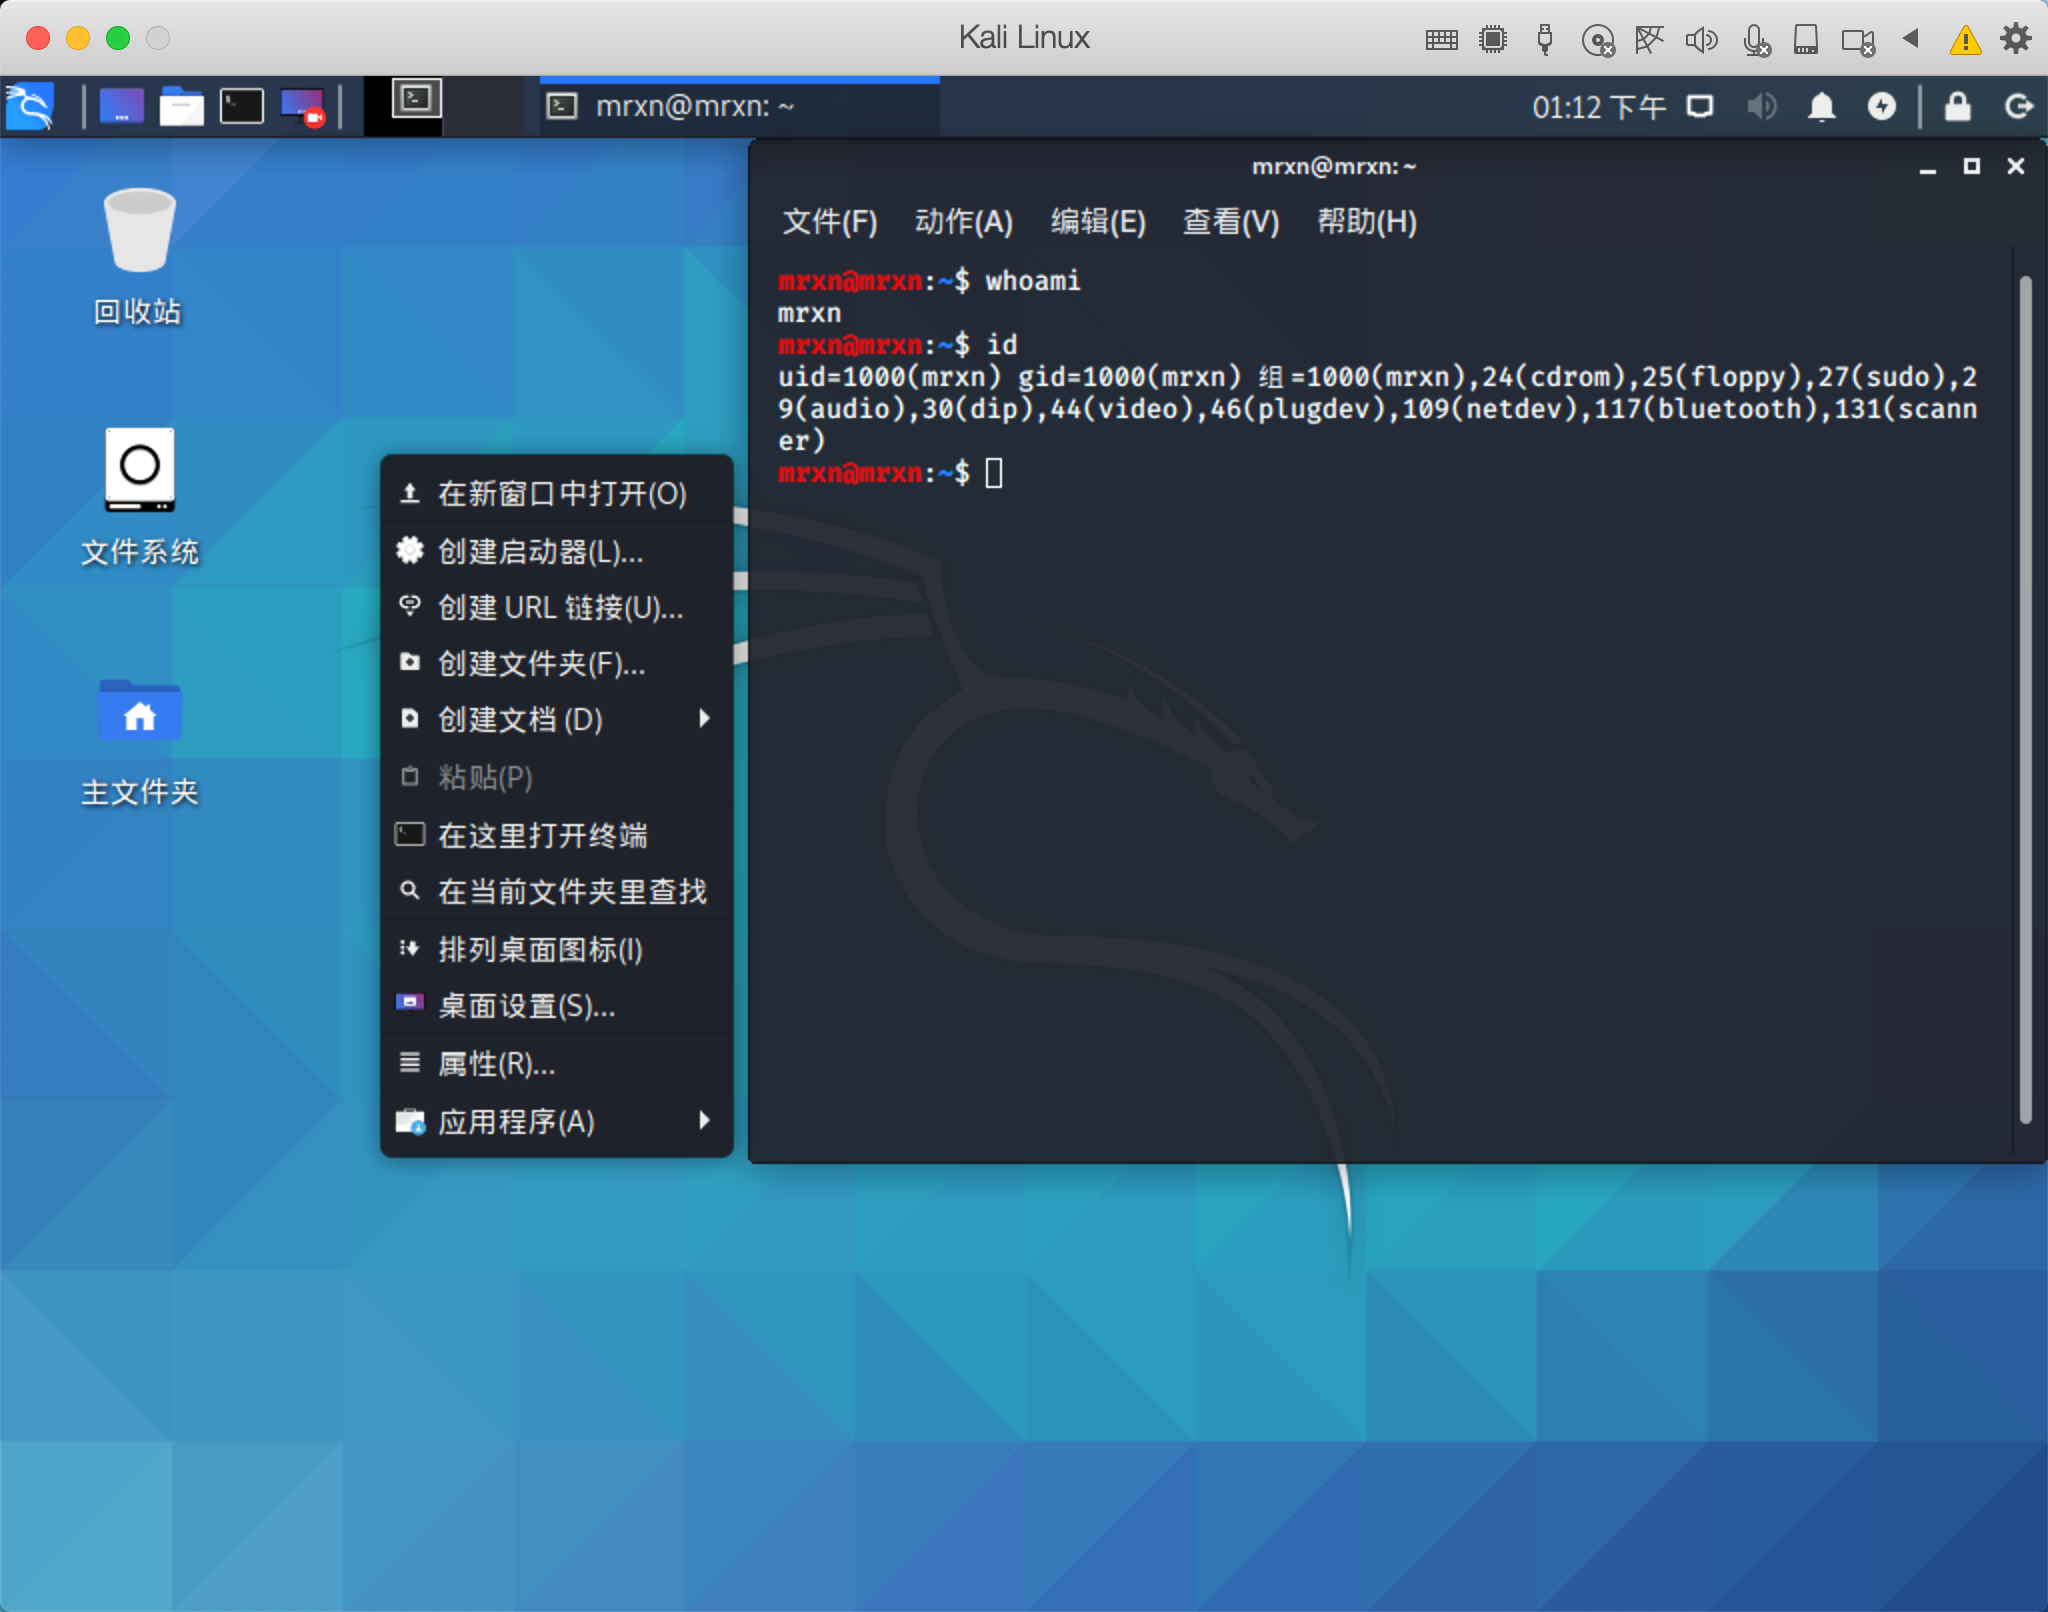 Kali Linux
mrxn@mrxn: ~
01:12 下午
回收站
文件系统
主文件夹
在新窗口中打开(O)
创建启动器(L)...
创建 URL 链接(U)...
创建文件夹(F)...
创建文档 (D)
粘贴(P)
在这里打开终端
在当前文件夹里查找
排列桌面图标(I)
桌面设置(S)...
属性(R)...
应用程序(A)
mrxn@mrxn: ~
文件(F) 动作(A) 编辑(E) 查看(V) 帮助(H)
mrxn@mrxn:~$ whoami
mrxn
mrxn@mrxn:~$ id
uid=1000(mrxn) gid=1000(mrxn) 组=1000(mrxn),24(cdrom),25(floppy),27(sudo),2
9(audio),30(dip),44(video),46(plugdev),109(netdev),117(bluetooth),131(scann
er)
mrxn@mrxn:~$